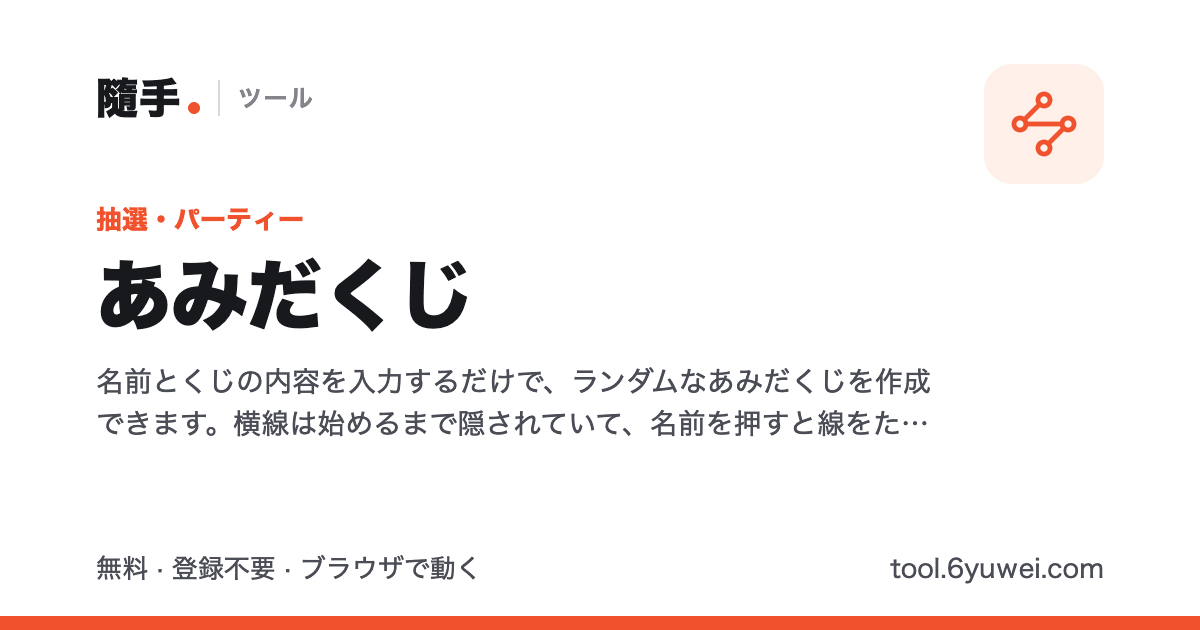 隨手.
ツール
抽選・パーティー
あみだくじ
名前とくじの内容を入力するだけで、ランダムなあみだくじを作成
できます。横線は始めるまで隠されていて、名前を押すと線をた…
無料 · 登録不要 · ブラウザで動く
tool.6yuwei.com